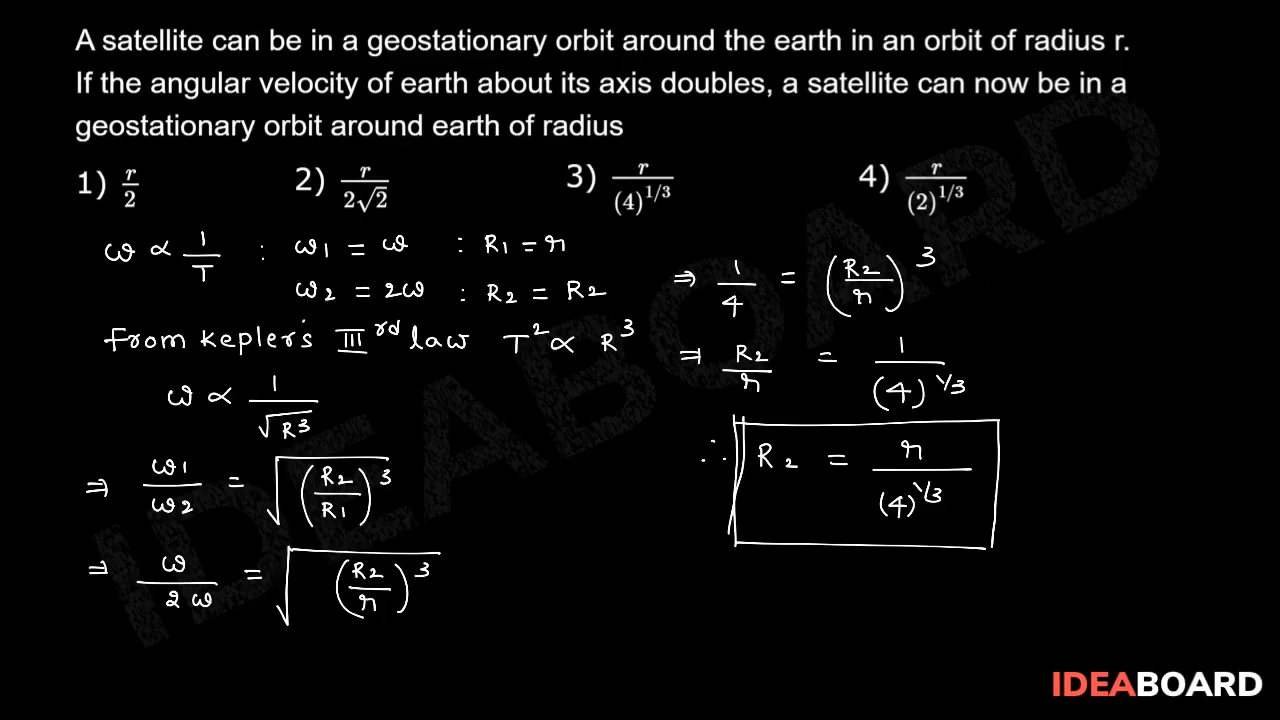 A satellite can be in a geostationary orbit around the earth in an orbit of radius r.
If the angular velocity of earth about its axis doubles, a satellite can now be in a
geostationary orbit around earth of radius
1) r/2 2) r/(2√2) 3) r/(4)^(1/3) 4) r/(2)^(1/3)
ω ∝ 1/T : ω1 = ω : R1 = r
ω2 = 2ω : R2 = R2
From Kepler's III rd law T^2 ∝ R^3
ω ∝ 1/√R^3
⇒ ω1/ω2 = √(R2/R1)^3
⇒ ω/2ω = √(R2/r)^3
⇒ 1/4 = (R2/r)^3
⇒ R2/r = 1/(4)^(1/3)
∴ R2 = r/(4)^(1/3)
IDEABOARD
IDEABOARD